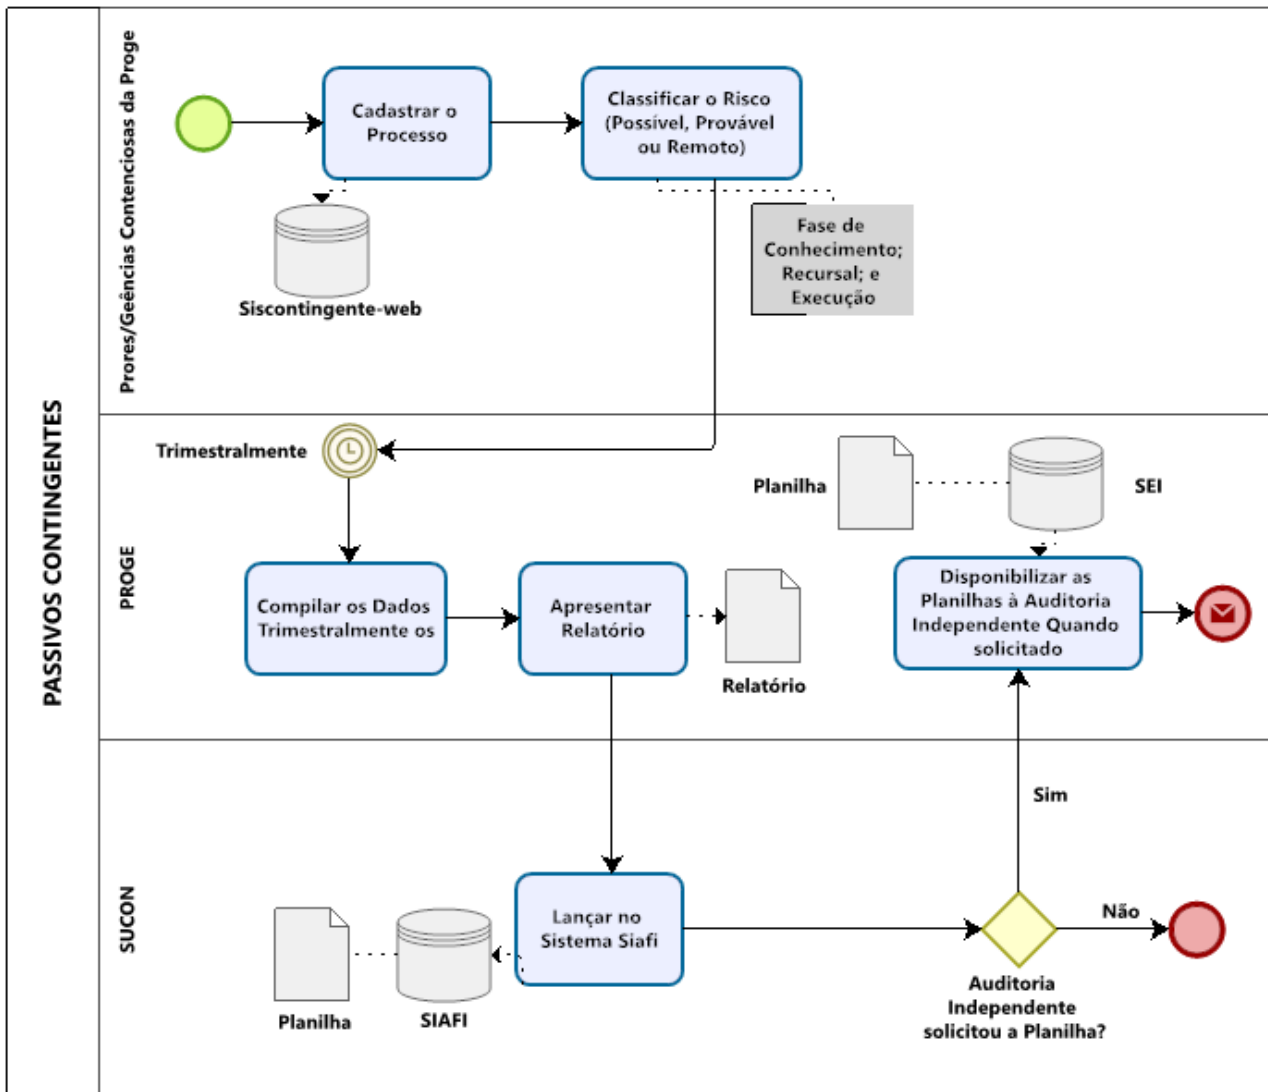 PASSIVOS CONTINGENTES
Prores/Geências Contenciosas da Proge
Cadastrar o
Processo
Classificar o Risco
(Possível, Provável
ou Remoto)
Siscontingente-web
Fase de
Conhecimento;
Recursal; e
Execução
PROGE
Trimestralmente
Planilha
SEI
Compilar os Dados
Trimestralmente os
Apresentar
Relatório
Relatório
Disponibilizar as
Planilhas à Auditoria
Independente Quando
solicitado
SUCON
Sim
Lançar no
Sistema Siafi
Não
Planilha
SIAFI
Auditoria
Independente
solicitou a Planilha?